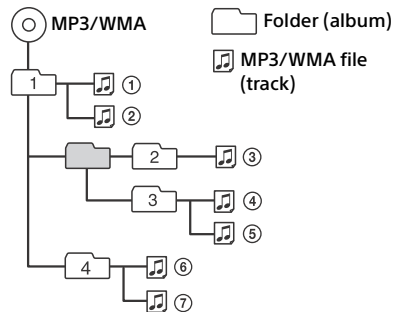 MP3/WMA
Folder (album)
MP3/WMA file
(track)
1
①
②
2
③
3
④
⑤
4
⑥
⑦